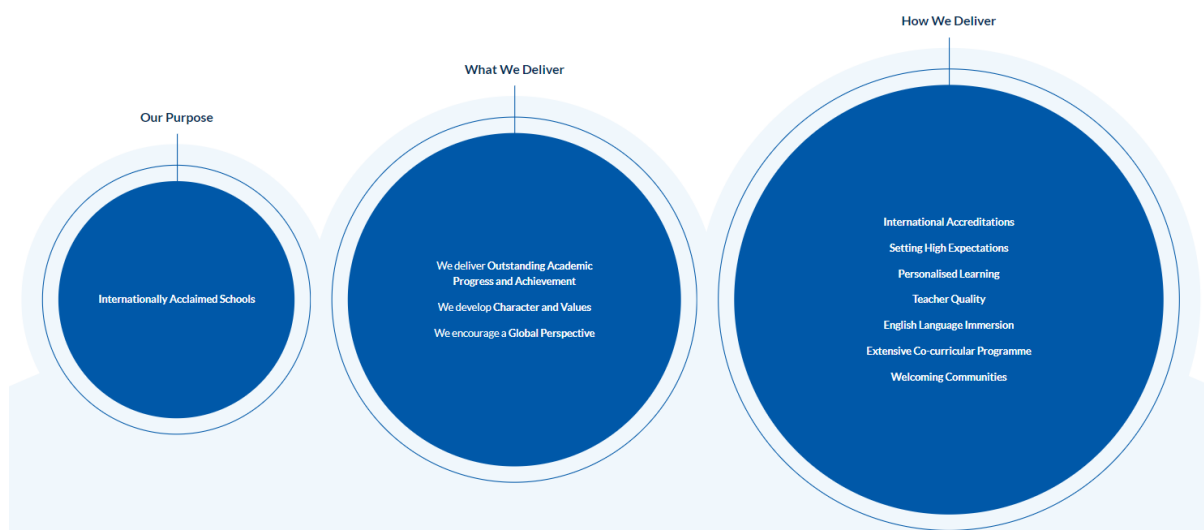 Our Purpose
Internationally Acclaimed Schools
What We Deliver
We deliver Outstanding Academic
Progress and Achievement
We develop Character and Values
We encourage a Global Perspective
How We Deliver
International Accreditations
Setting High Expectations
Personalised Learning
Teacher Quality
English Language Immersion
Extensive Co-curricular Programme
Welcoming Communities